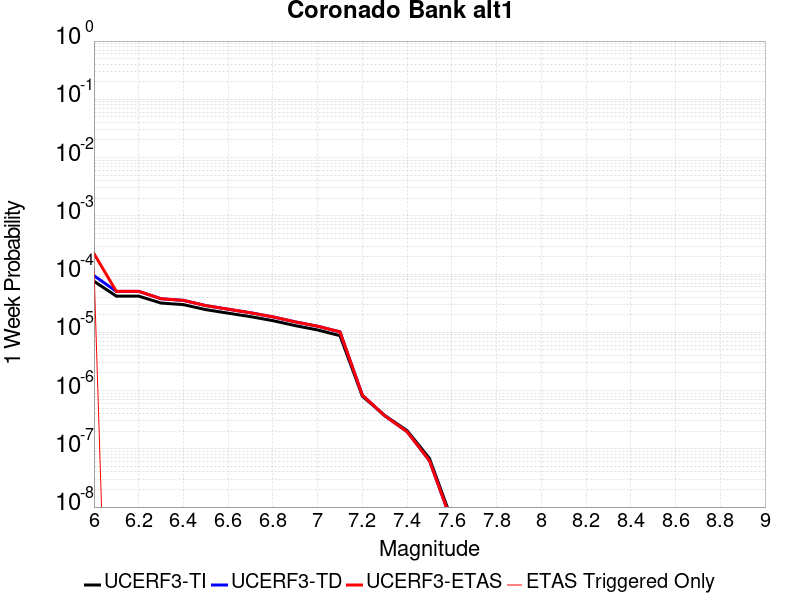 Coronado Bank alt1
10^0
10^-1
10^-2
10^-3
10^-4
10^-5
10^-6
10^-7
10^-8
1 Week Probability
6 6.2 6.4 6.6 6.8 7 7.2 7.4 7.6 7.8 8 8.2 8.4 8.6 8.8 9
Magnitude
UCERF3-TI UCERF3-TD UCERF3-ETAS ETAS Triggered Only